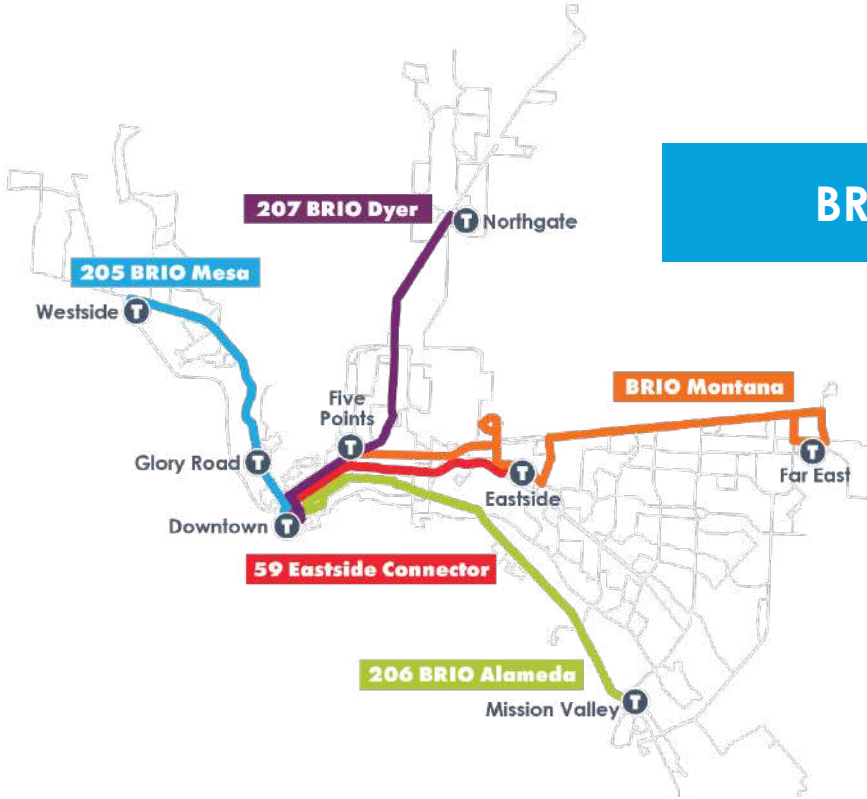 207 BRIO Dyer
T
Northgate
BR
205 BRIO Mesa
Westside
T
BRIO Montana
Five
Points
T
Glory Road
T
T
Far East
T
Eastside
Downtown
T
59 Eastside Connector
206 BRIO Alameda
Mission Valley
T